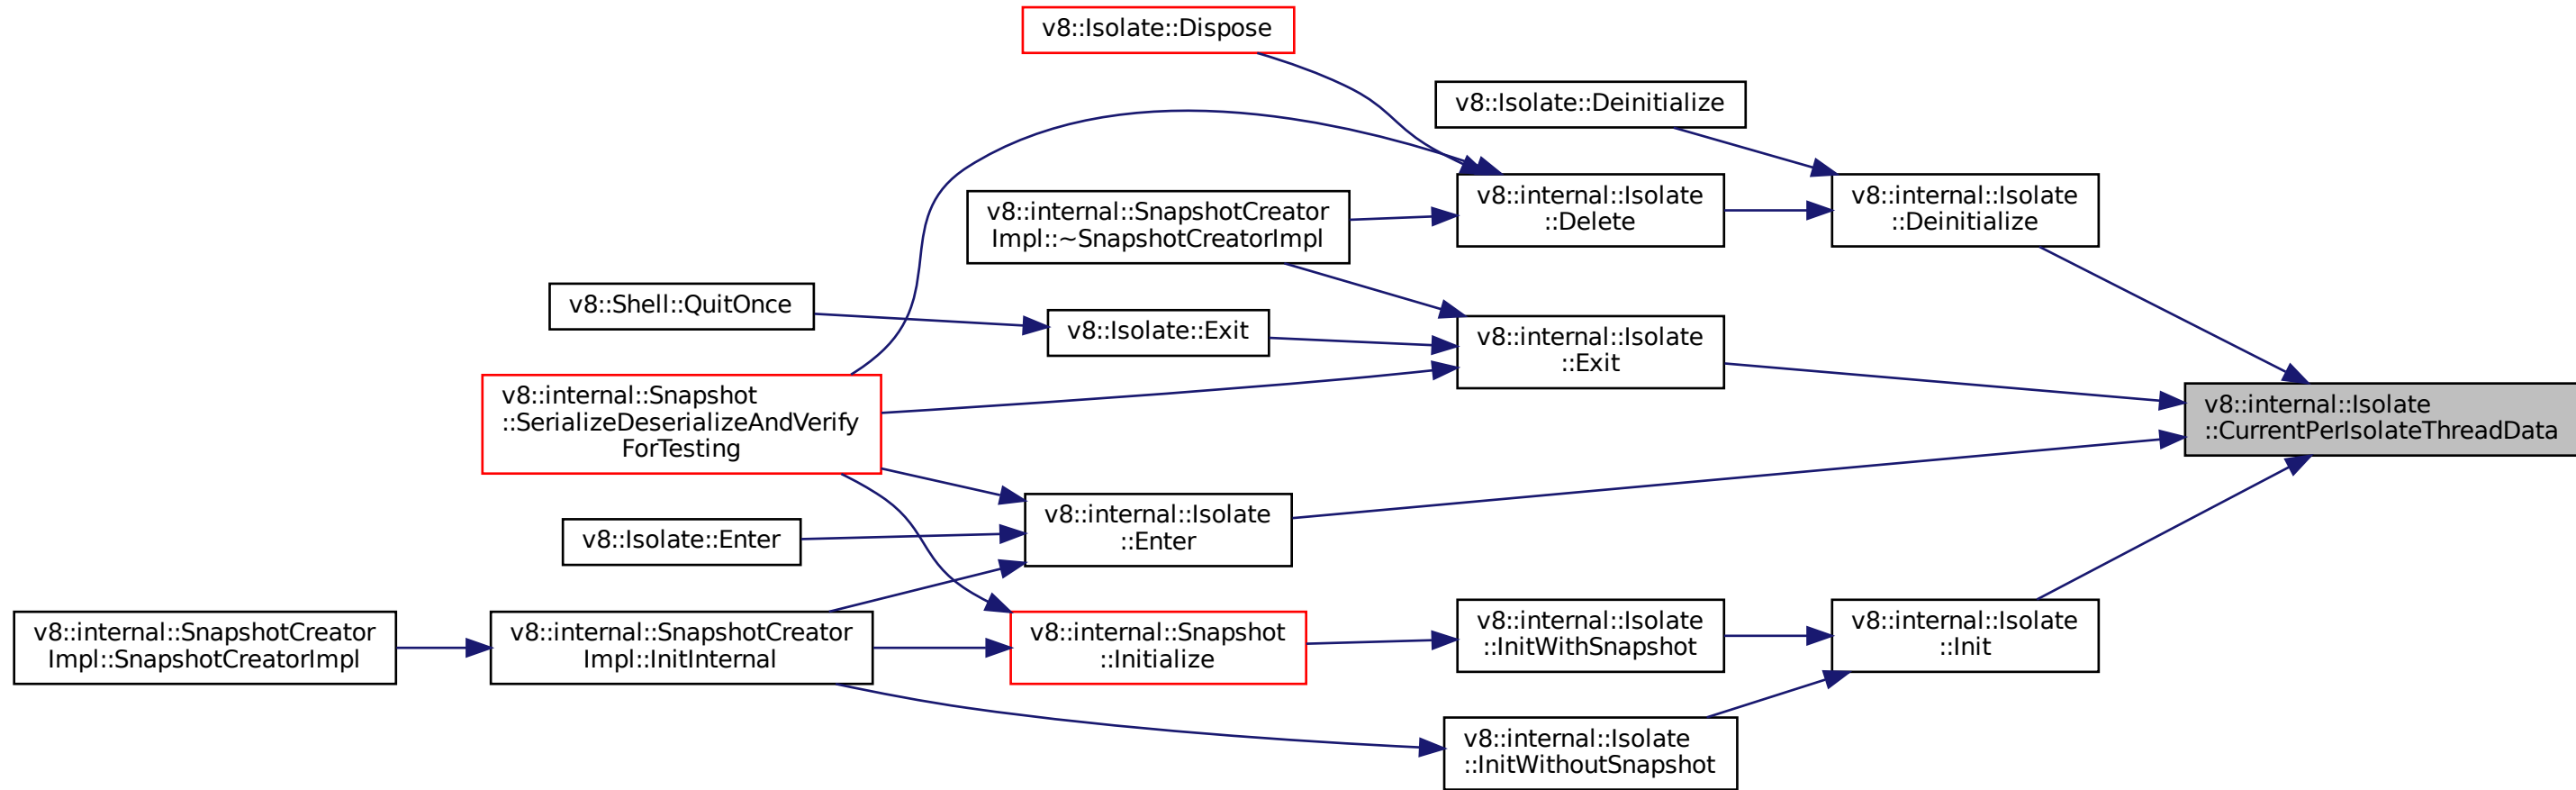 v8::Isolate::Dispose
v8::Isolate::Deinitialize
v8::internal::Isolate
::Delete
v8::internal::Isolate
::Deinitialize
v8::internal::SnapshotCreator
Impl::~SnapshotCreatorImpl
v8::Shell::QuitOnce
v8::Isolate::Exit
v8::internal::Isolate
::Exit
v8::internal::Snapshot
::SerializeDeserializeAndVerify
ForTesting
v8::internal::Isolate
::CurrentPerIsolateThreadData
v8::Isolate::Enter
v8::internal::Isolate
::Enter
v8::internal::SnapshotCreator
Impl::SnapshotCreatorImpl
v8::internal::SnapshotCreator
Impl::InitInternal
v8::internal::Snapshot
::Initialize
v8::internal::Isolate
::InitWithSnapshot
v8::internal::Isolate
::Init
v8::internal::Isolate
::InitWithoutSnapshot